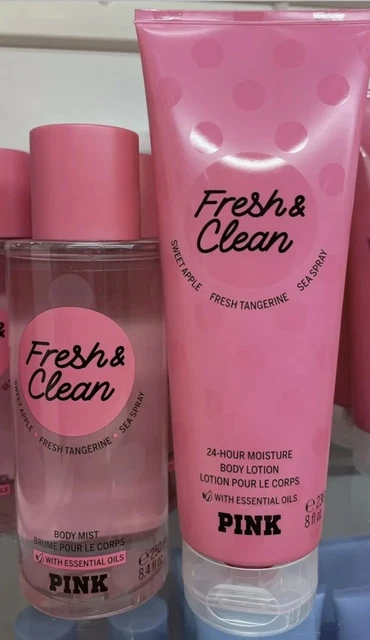 Fresh &
Clean
SWEET APPLE • FRESH TANGERINE • SEA SPRAY
BODY MIST
BRUME POUR LE CORPS
WITH ESSENTIAL OILS
PINK
250
8.4 fl
Fresh &
Clean
SWEET APPLE FRESH TANGERINE SEA SPRAY
24-HOUR MOISTURE
BODY LOTION
LOTION POUR LE CORPS
WITH ESSENTIAL OILS
PINK
8 fl